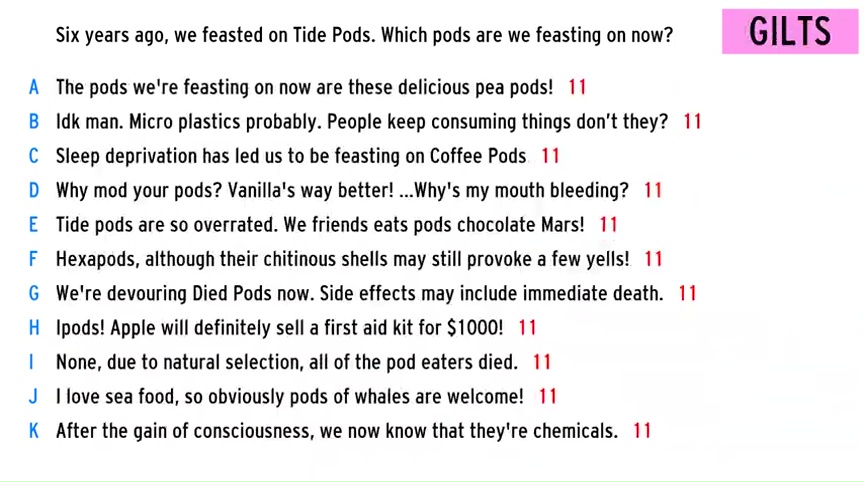 Six years ago, we feasted on Tide Pods. Which pods are we feasting on now?
GILTS
A The pods we're feasting on now are these delicious pea pods! 11
B Idk man. Micro plastics probably. People keep consuming things don’t they? 11
C Sleep deprivation has led us to be feasting on Coffee Pods 11
D Why mod your pods? Vanilla's way better! ...Why's my mouth bleeding? 11
E Tide pods are so overrated. We friends eats pods chocolate Mars! 11
F Hexapods, although their chitinous shells may still provoke a few yells! 11
G We're devouring Died Pods now. Side effects may include immediate death. 11
H Ipods! Apple will definitely sell a first aid kit for $1000! 11
I None, due to natural selection, all of the pod eaters died. 11
J I love sea food, so obviously pods of whales are welcome! 11
K After the gain of consciousness, we now know that they're chemicals. 11